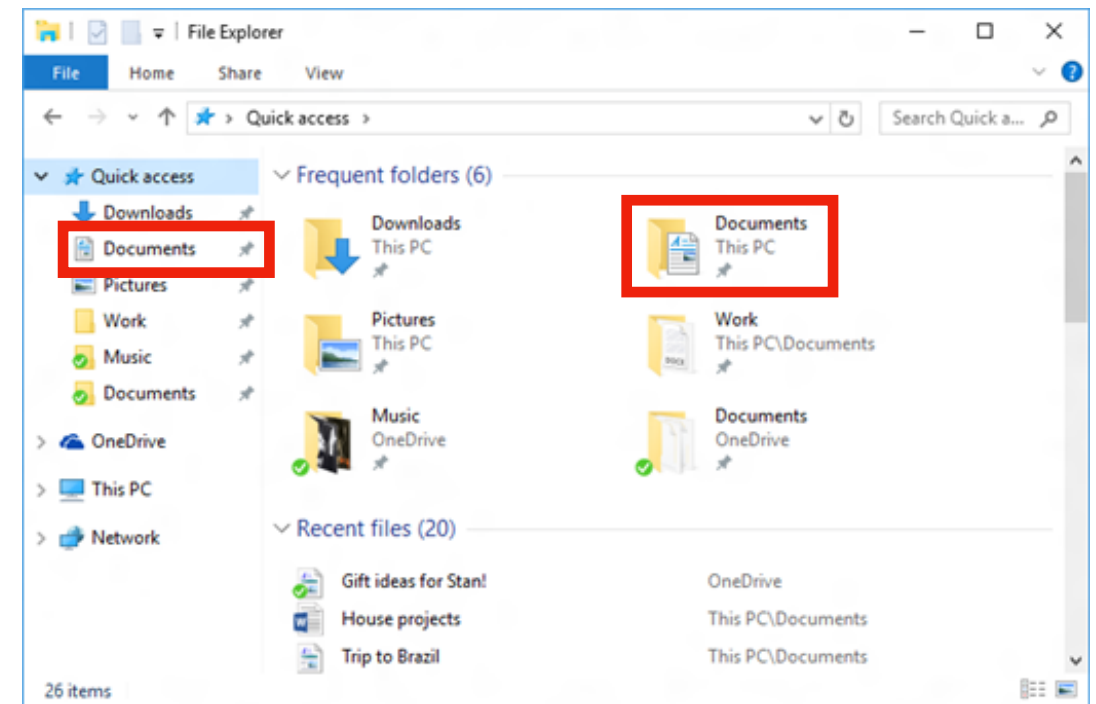 File Explorer
File Home Share View
Quick access
Search Quick a...
Quick access
Downloads
Documents
Pictures
Work
Music
Documents
OneDrive
This PC
Network
Frequent folders (6)
Downloads
This PC
Documents
This PC
Pictures
This PC
Work
This PC\Documents
Music
OneDrive
Documents
OneDrive
Recent files (20)
Gift ideas for Stan! OneDrive
House projects This PC\Documents
Trip to Brazil This PC\Documents
26 items